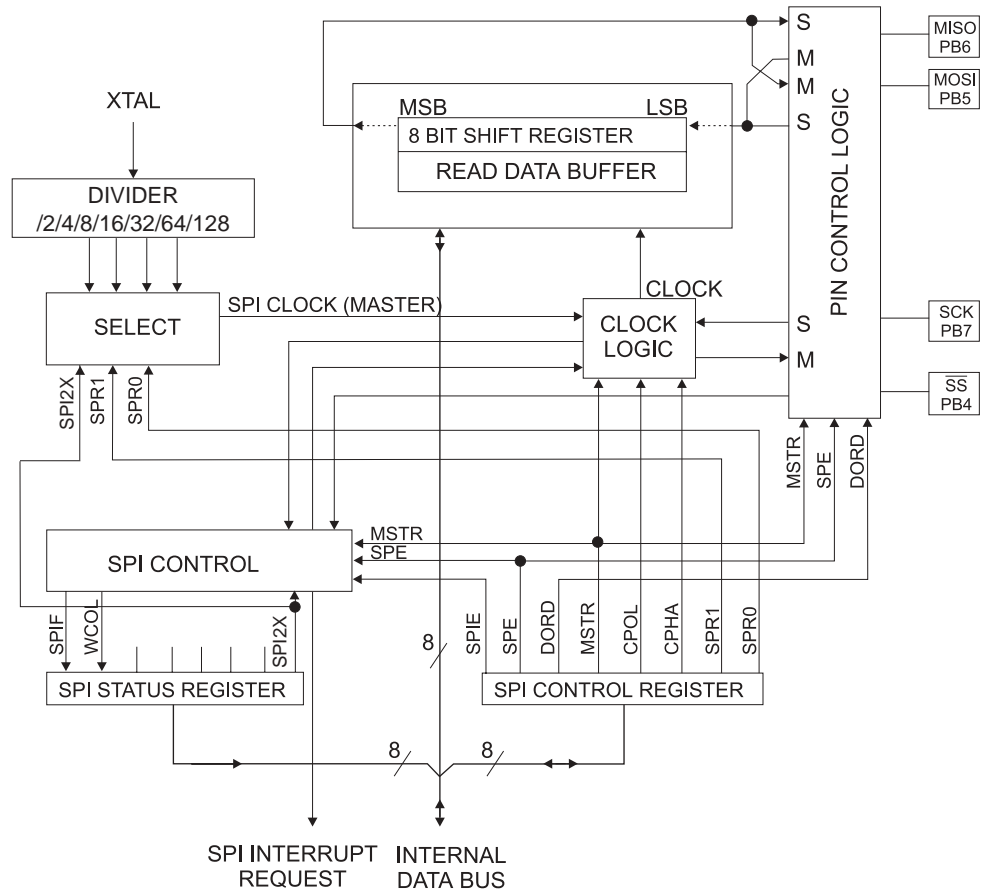 S
MISO
PB6
M
M
MOSI
PB5
S
PIN CONTROL LOGIC
MSB
LSB
8 BIT SHIFT REGISTER
READ DATA BUFFER
XTAL
DIVIDER
/2/4/8/16/32/64/128
SPI CLOCK (MASTER)
SELECT
CLOCK
CLOCK
LOGIC
S
M
SCK
PB7
SS
PB4
SPI2X
SPR1
SPR0
MSTR
SPE
DORD
MSTR
SPE
SPI CONTROL
SPIF
WCOL
SPI2X
8
SPIE
SPE
DORD
MSTR
CPOL
CPHA
SPR1
SPR0
SPI STATUS REGISTER
SPI CONTROL REGISTER
8
8
SPI INTERRUPT
REQUEST
INTERNAL
DATA BUS